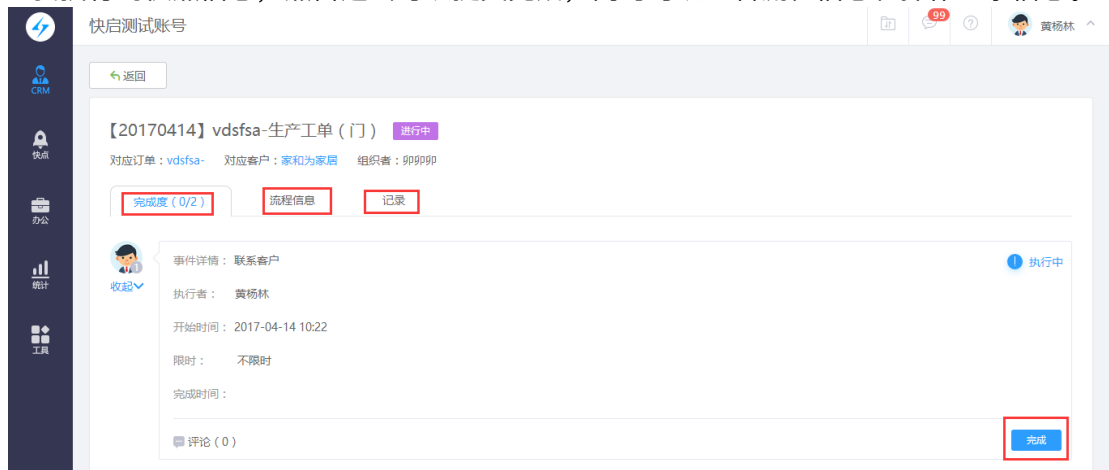 快启测试账号
99
黄杨林
返回
CRM
【20170414】vdsfsa-生产工单（门） 进行中
快点
对应订单：vdsfsa- 对应客户：家和为家居 组织者：卯卯卯
完成度（0/2） 流程信息 记录
办公
事件详情：联系客户 执行中
1
收起
统计
执行者： 黄杨林
开始时间：2017-04-14 10:22
工具
限时： 不限时
完成时间：
评论（0） 完成